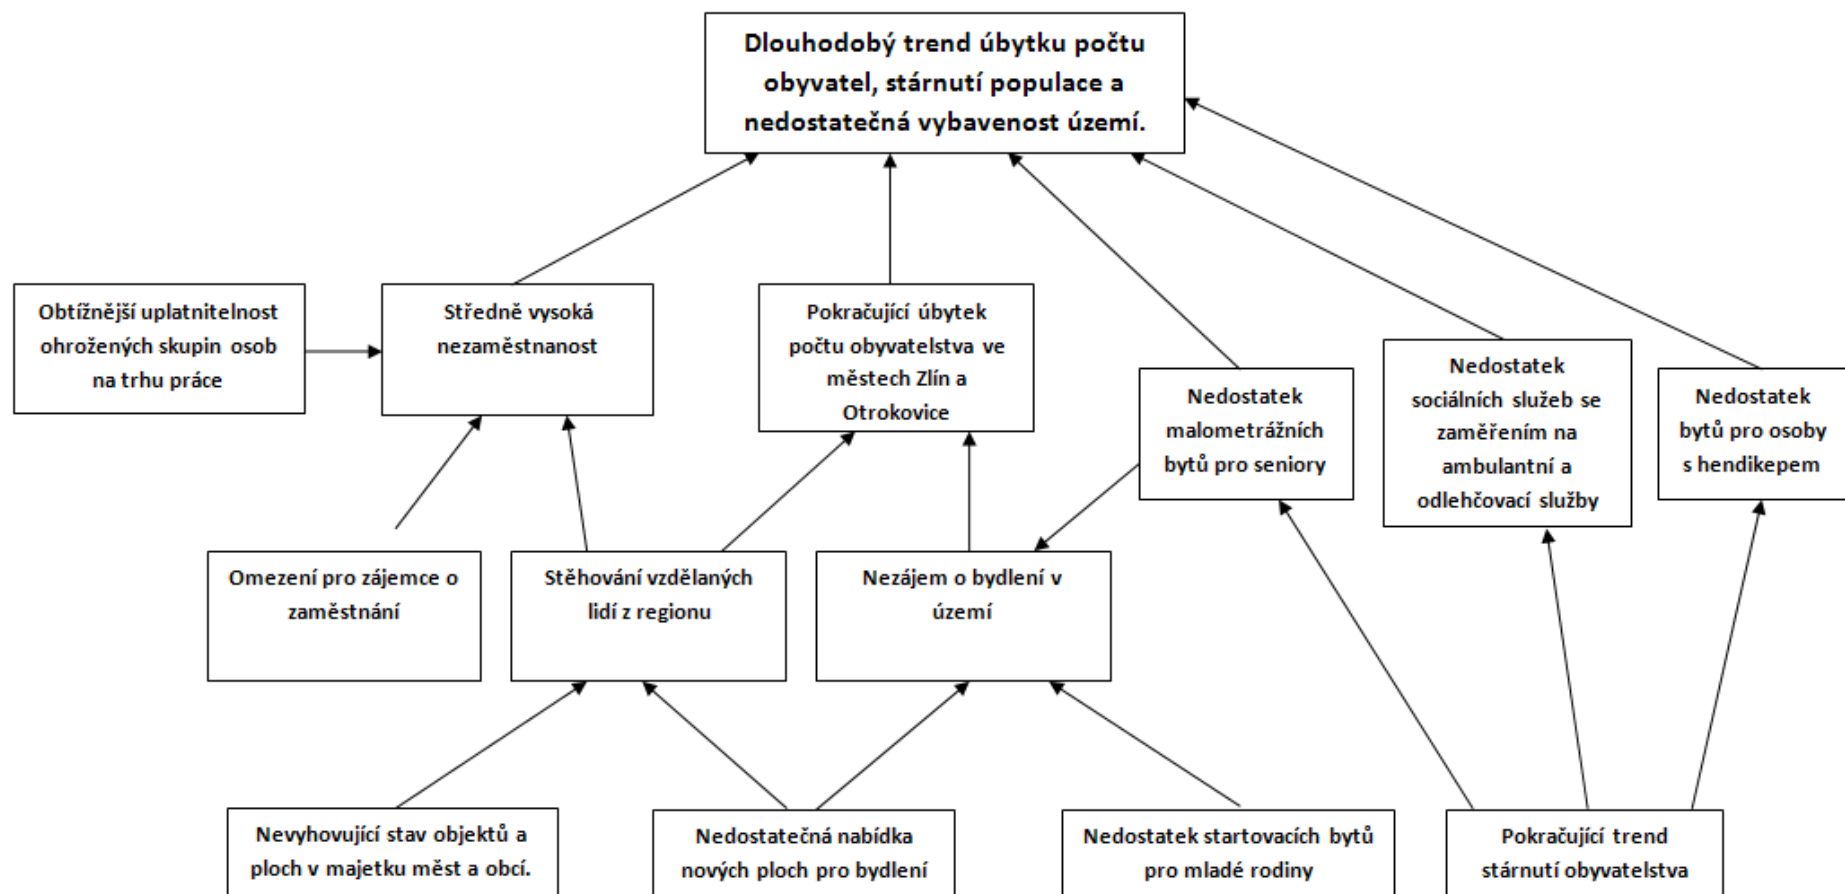 Dlouhodobý trend úbytku počtu
obyvatel, stárnutí populace a
nedostatečná vybavenost území.
Obtížnější uplatnitelnost
ohrožených skupin osob
na trhu práce
Středně vysoká
nezaměstnanost
Pokračující úbytek
počtu obyvatelstva ve
městech Zlín a
Otrokovice
Nedostatek
malometrážních
bytů pro seniory
Nedostatek
sociálních služeb se
zaměřením na
ambulantní a
odlehčovací služby
Nedostatek
bytů pro osoby
s hendikepem
Omezení pro zájemce o
zaměstnání
Stěhování vzdělaných
lidí z regionu
Nezájem o bydlení v
území
Nevyhovující stav objektů a
ploch v majetku měst a obcí.
Nedostatečná nabídka
nových ploch pro bydlení
Nedostatek startovacích bytů
pro mladé rodiny
Pokračující trend
stárnutí obyvatelstva